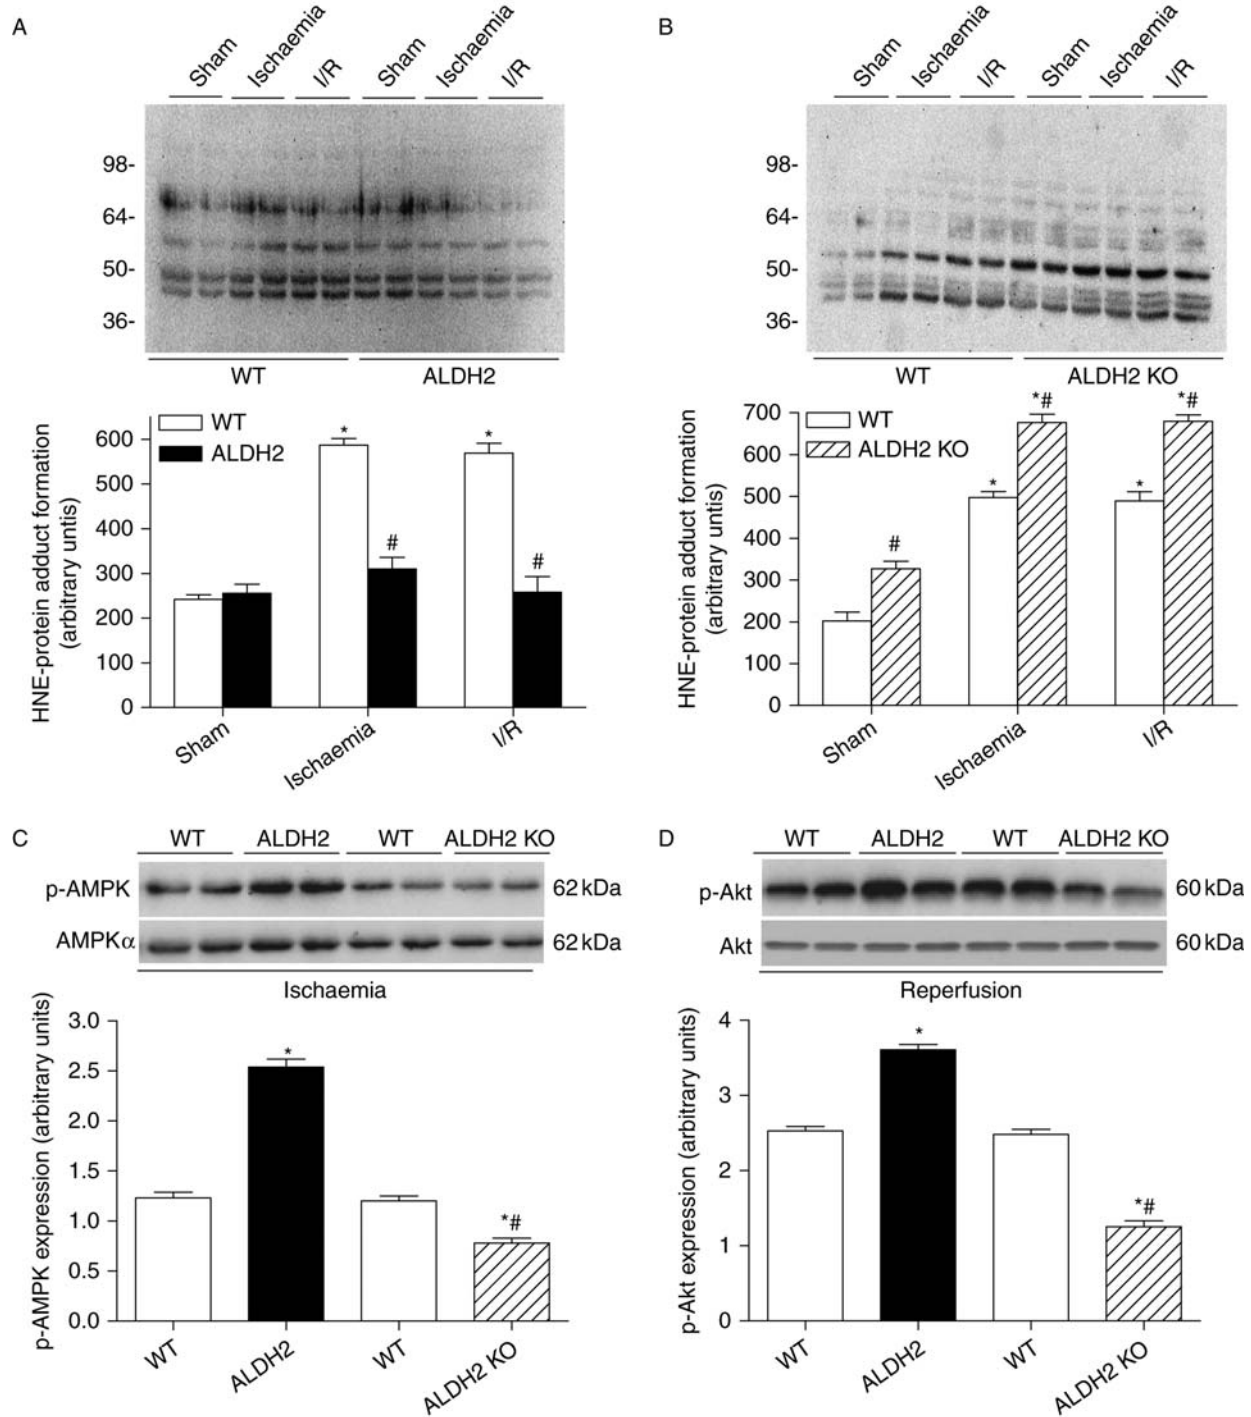 A
Sham
Ischaemia
I/R
Sham
Ischaemia
I/R
98-
64-
50-
36-
WT
ALDH2
WT
ALDH2
HNE-protein adduct formation
(arbitrary untis)
600
500
400
300
200
100
0
*
#
*
#
Sham
Ischaemia
I/R
B
Sham
Ischaemia
I/R
Sham
Ischaemia
I/R
98-
64-
50-
36-
WT
ALDH2 KO
WT
ALDH2 KO
HNE-protein adduct formation
(arbitrary untis)
700
600
500
400
300
200
100
0
#
*
*#
*
*#
Sham
Ischaemia
I/R
C
WT
ALDH2
WT
ALDH2 KO
p-AMPK
62 kDa
AMPKα
62 kDa
Ischaemia
p-AMPK expression (arbitrary units)
3.0
2.5
2.0
1.5
1.0
0.5
0.0
*
*#
WT
ALDH2
WT
ALDH2 KO
D
WT
ALDH2
WT
ALDH2 KO
p-Akt
60 kDa
Akt
60 kDa
Reperfusion
p-Akt expression (arbitrary units)
4
3
2
1
0
*
*#
WT
ALDH2
WT
ALDH2 KO